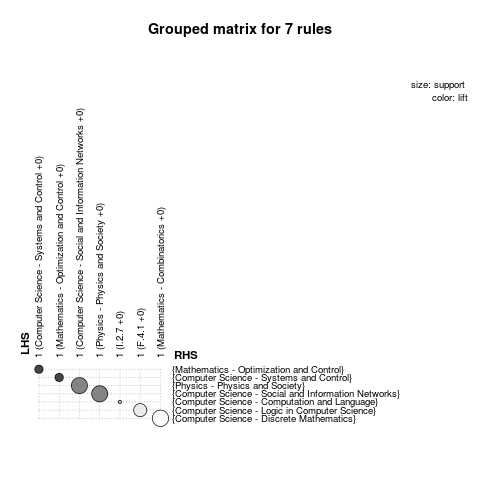 Grouped matrix for 7 rules
size: support
color: lift
1 (Computer Science - Systems and Control +0)
1 (Mathematics - Optimization and Control +0)
1 (Computer Science - Social and Information Networks +0)
1 (Physics - Physics and Society +0)
1 (I.2.7 +0)
1 (F.4.1 +0)
1 (Mathematics - Combinatorics +0)
LHS
RHS
{Mathematics - Optimization and Control}
{Computer Science - Systems and Control}
{Physics - Physics and Society}
{Computer Science - Social and Information Networks}
{Computer Science - Computation and Language}
{Computer Science - Logic in Computer Science}
{Computer Science - Discrete Mathematics}